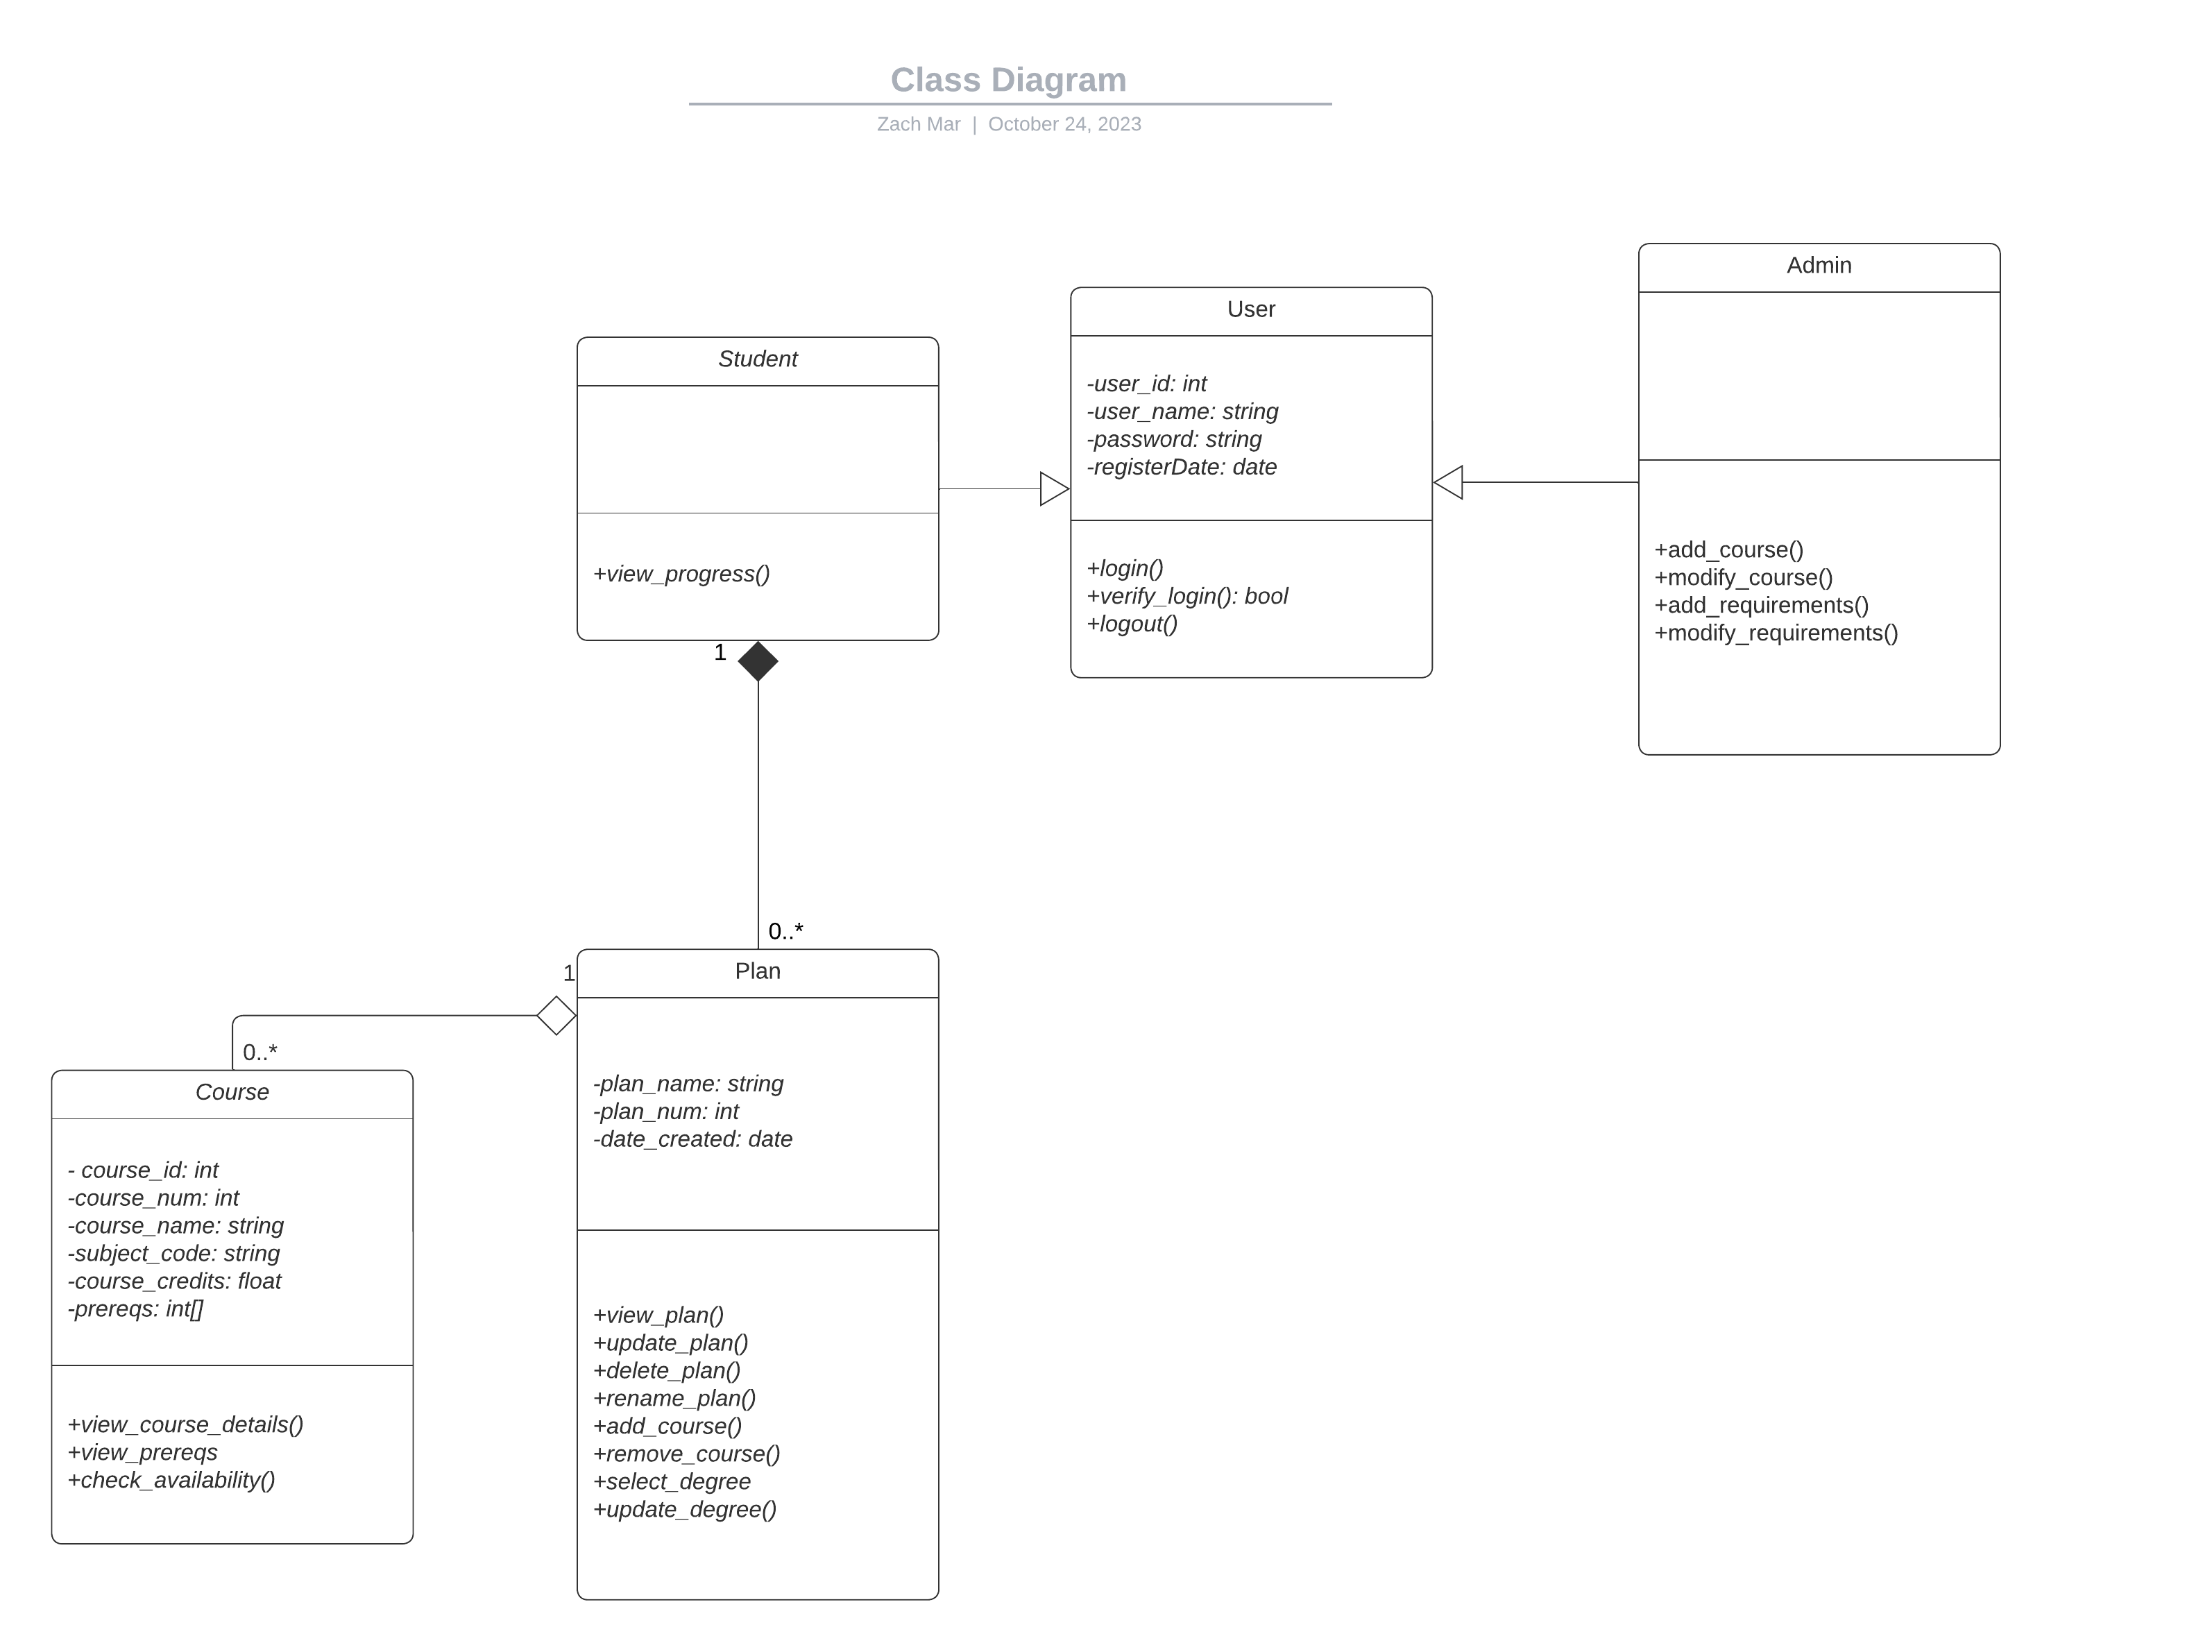 Class Diagram
Zach Mar | October 24, 2023
Student
+view_progress()
User
-user_id: int
-user_name: string
-password: string
-registerDate: date
+login()
+verify_login(): bool
+logout()
Admin
+add_course()
+modify_course()
+add_requirements()
+modify_requirements()
1
0..*
1
0..*
Course
- course_id: int
-course_num: int
-course_name: string
-subject_code: string
-course_credits: float
-prereqs: int[]
+view_course_details()
+view_prereqs
+check_availability()
Plan
-plan_name: string
-plan_num: int
-date_created: date
+view_plan()
+update_plan()
+delete_plan()
+rename_plan()
+add_course()
+remove_course()
+select_degree
+update_degree()